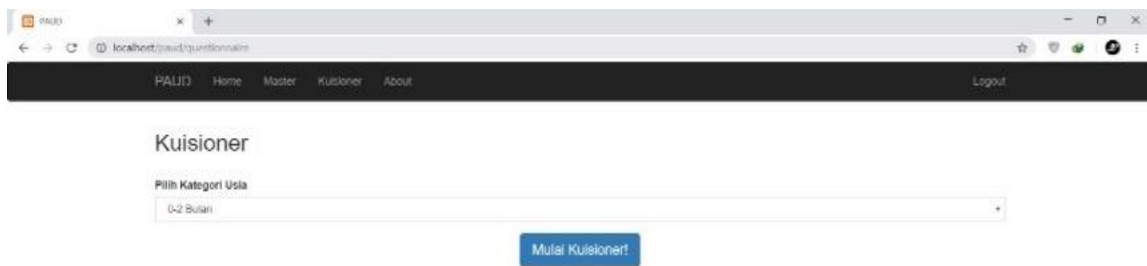 PAUD
localhost/paud/questionnaire
PAUD Home Master Kuisioner About Logout
Kuisioner
Pilih Kategori Usia
0-2 Bulan
Mulai Kuisioner!